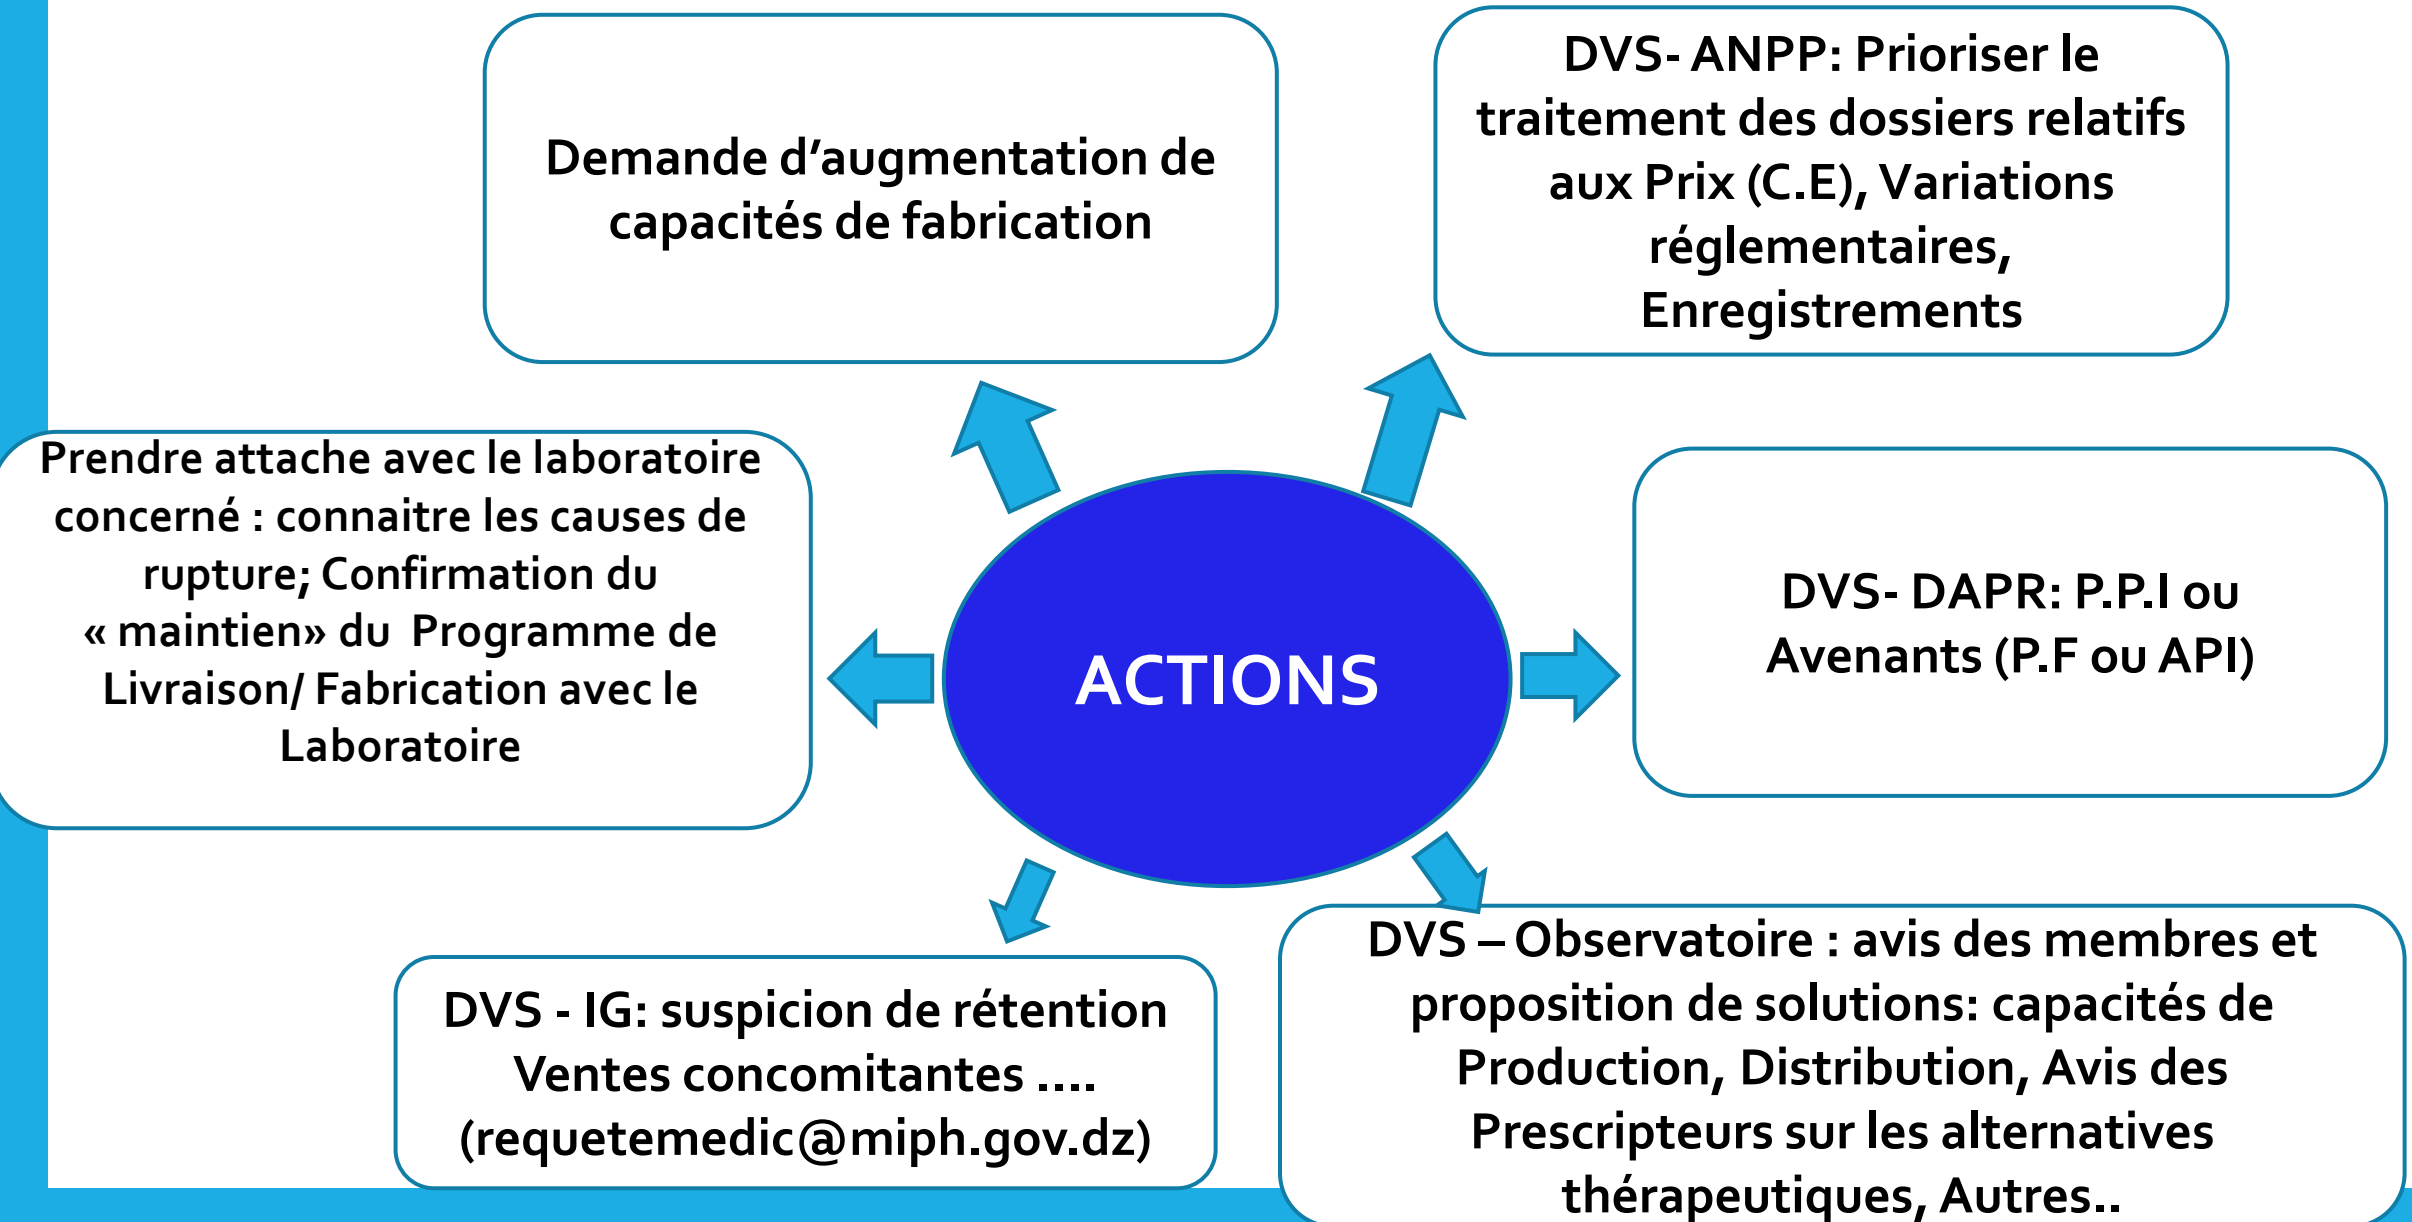 Demande d’augmentation de
capacités de fabrication
DVS- ANPP: Prioriser le
traitement des dossiers relatifs
aux Prix (C.E), Variations
réglementaires,
Enregistrements
Prendre attache avec le laboratoire
concerné : connaitre les causes de
rupture; Confirmation du
« maintien» du Programme de
Livraison/ Fabrication avec le
Laboratoire
ACTIONS
DVS- DAPR: P.P.I ou
Avenants (P.F ou API)
DVS - IG: suspicion de rétention
Ventes concomitantes ....
(requetemedic@miph.gov.dz)
DVS – Observatoire : avis des membres et
proposition de solutions: capacités de
Production, Distribution, Avis des
Prescripteurs sur les alternatives
thérapeutiques, Autres..